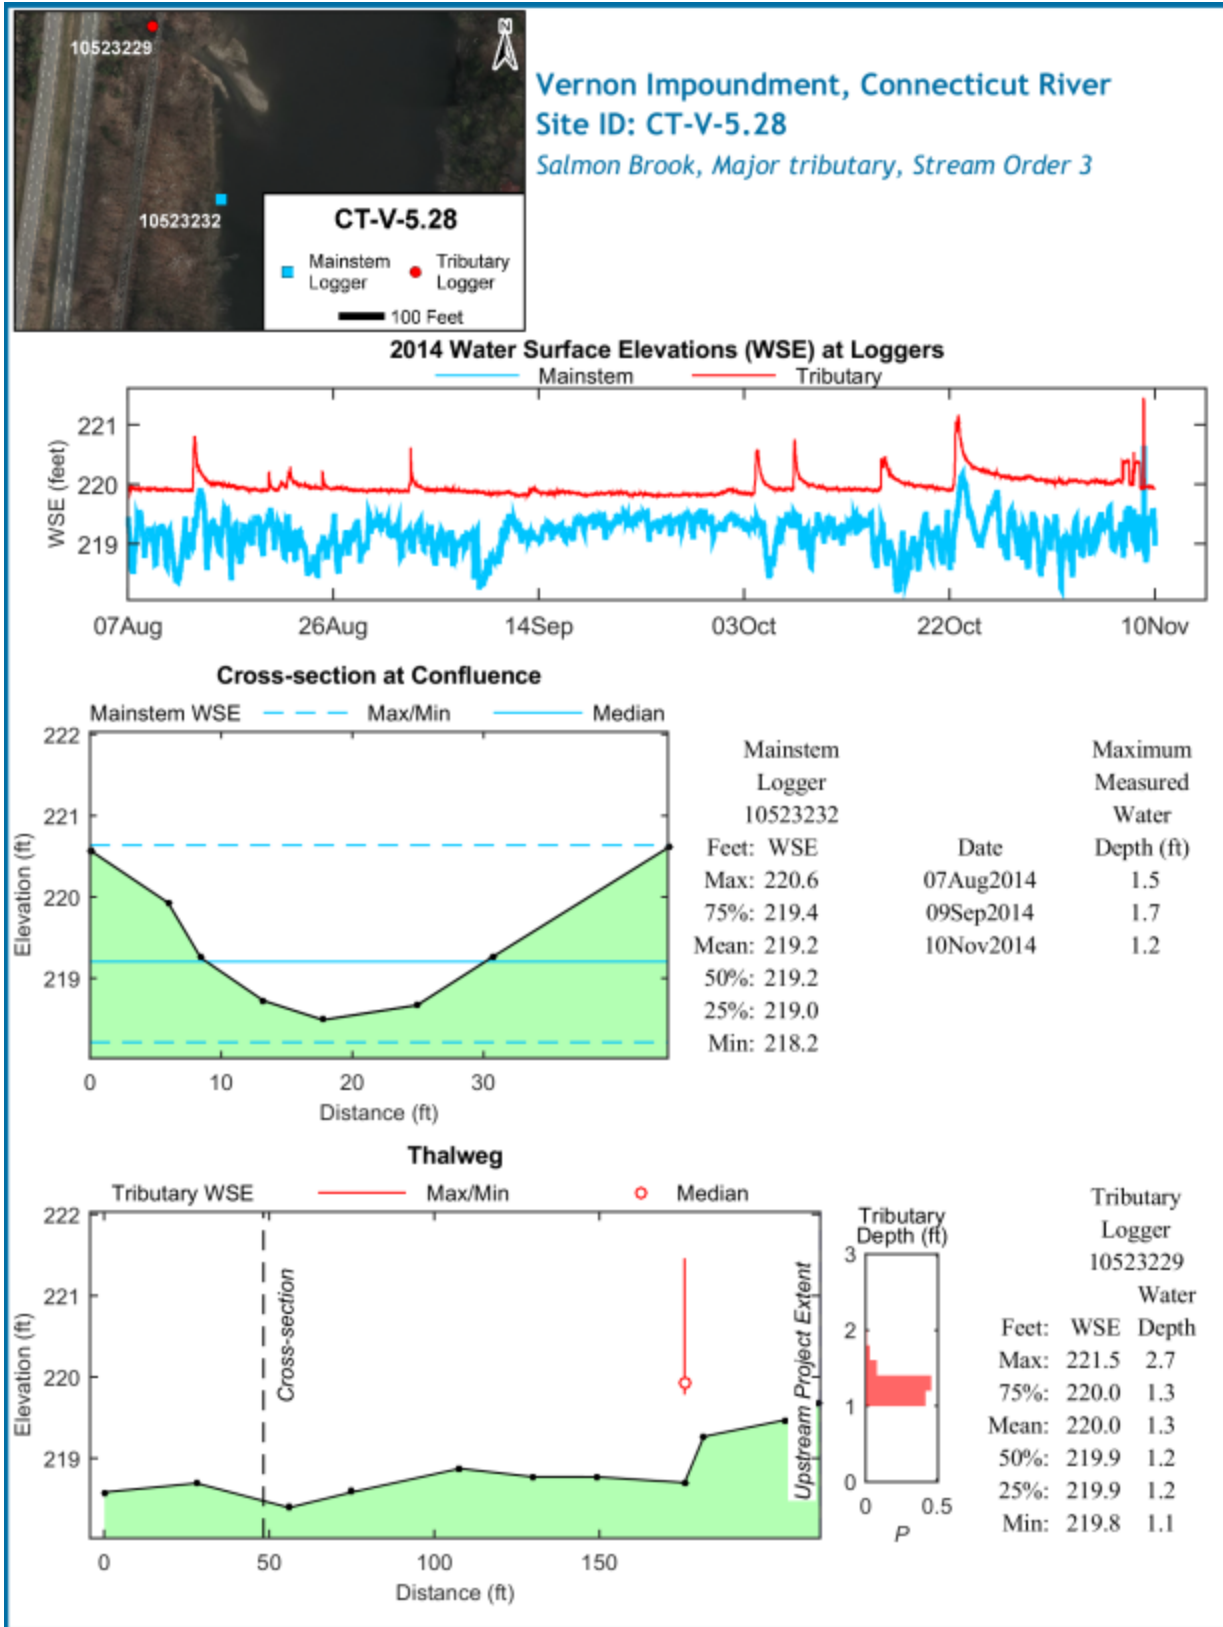 10523229
N
10523232
CT-V-5.28
Mainstem Logger
Tributary Logger
100 Feet
Vernon Impoundment, Connecticut River
Site ID: CT-V-5.28
Salmon Brook, Major tributary, Stream Order 3
2014 Water Surface Elevations (WSE) at Loggers
Mainstem Tributary
WSE (feet)
221
220
219
07Aug 26Aug 14Sep 03Oct 22Oct 10Nov
Cross-section at Confluence
Mainstem WSE Max/Min Median
Elevation (ft)
222
221
220
219
0 10 20 30
Distance (ft)
Mainstem
Logger
10523232
Feet: WSE
Max: 220.6
75%: 219.4
Mean: 219.2
50%: 219.2
25%: 219.0
Min: 218.2
Maximum
Measured
Water
Date Depth (ft)
07Aug2014 1.5
09Sep2014 1.7
10Nov2014 1.2
Thalweg
Tributary WSE Max/Min Median
Elevation (ft)
222
221
220
219
Cross-section
Upstream Project Extent
0 50 100 150
Distance (ft)
Tributary
Depth (ft)
3
2
1
0
0 0.5
P
Tributary
Logger
10523229
Water
Feet: WSE Depth
Max: 221.5 2.7
75%: 220.0 1.3
Mean: 220.0 1.3
50%: 219.9 1.2
25%: 219.9 1.2
Min: 219.8 1.1